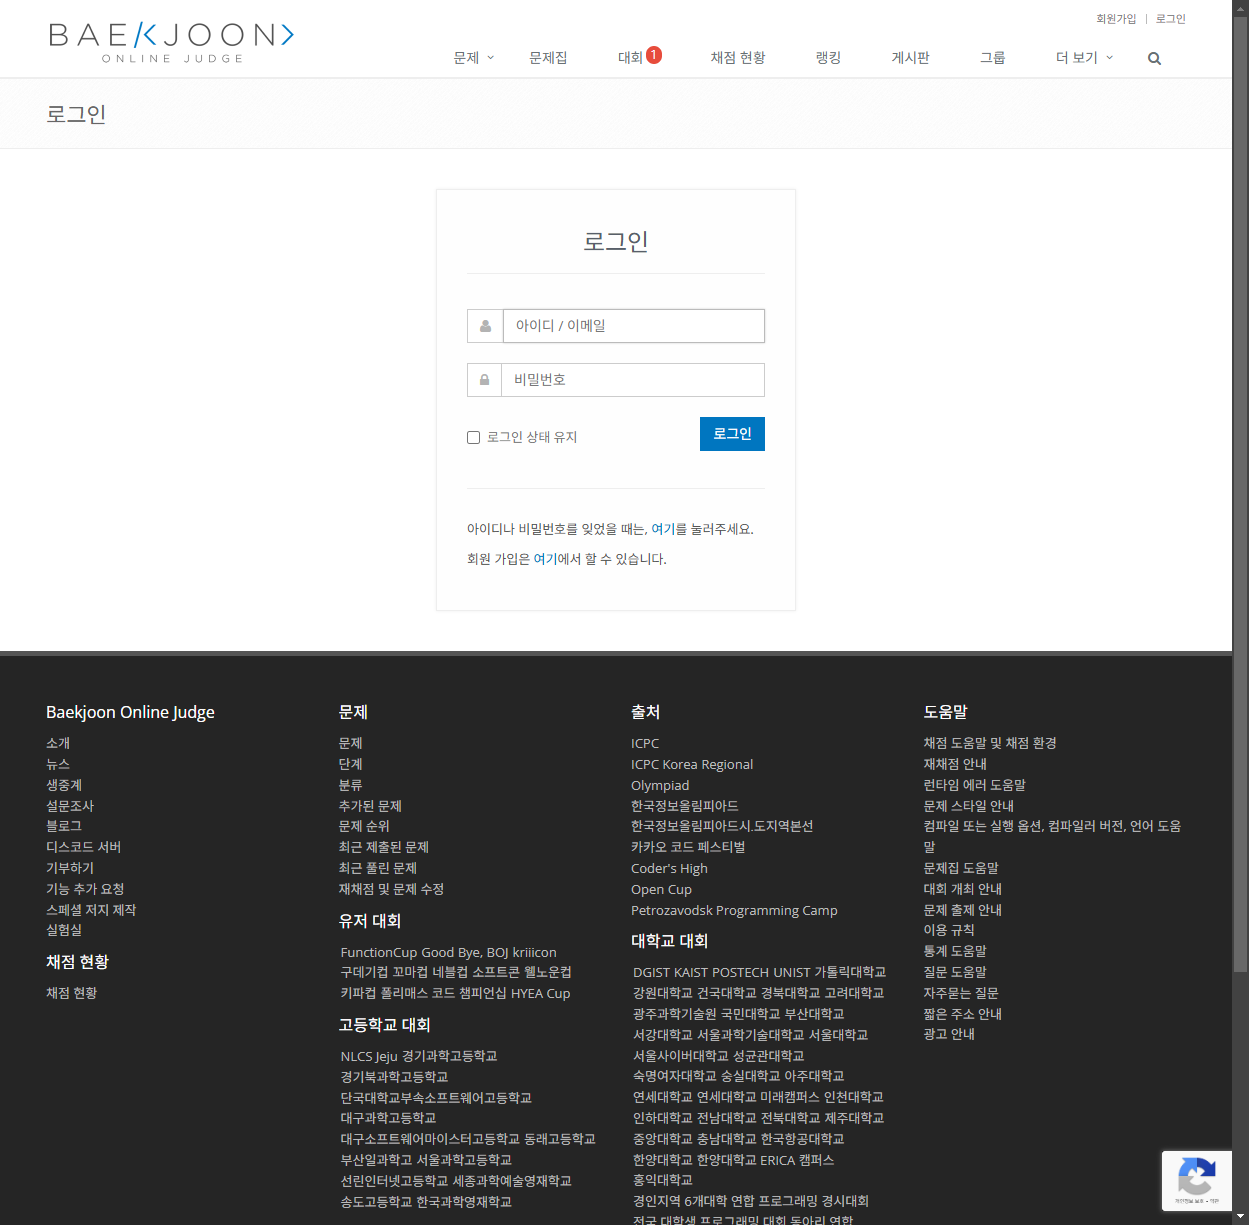 회원가입 로그인
BAEKJOON>
ONLINE JUDGE
문제 문제집 대회 1 채점 현황 랭킹 게시판 그룹 더 보기
로그인
로그인
아이디 / 이메일
비밀번호
로그인 상태 유지 로그인
아이디나 비밀번호를 잊었을 때는, 여기를 눌러주세요.
회원 가입은 여기에서 할 수 있습니다.
Baekjoon Online Judge
소개
뉴스
생중계
설문조사
블로그
디스코드 서버
기부하기
기능 추가 요청
스페셜 저지 제작
실험실
채점 현황
채점 현황
문제
문제
단계
분류
추가된 문제
문제 순위
최근 제출된 문제
최근 풀린 문제
재채점 및 문제 수정
유저 대회
FunctionCup Good Bye, BOJ kriiicon
구데기컵 꼬마컵 네블컵 소프트콘 웰노운컵
키파컵 폴리매스 코드 챔피언십 HYEA Cup
고등학교 대회
NLCS Jeju 경기과학고등학교
경기북과학고등학교
단국대학교부속소프트웨어고등학교
대구과학고등학교
대구소프트웨어마이스터고등학교 동래고등학교
부산일과학고 서울과학고등학교
선린인터넷고등학교 세종과학예술영재학교
송도고등학교 한국과학영재학교
출처
ICPC
ICPC Korea Regional
Olympiad
한국정보올림피아드
한국정보올림피아드시.도지역본선
카카오 코드 페스티벌
Coder's High
Open Cup
Petrozavodsk Programming Camp
대학교 대회
DGIST KAIST POSTECH UNIST 가톨릭대학교
강원대학교 건국대학교 경북대학교 고려대학교
광주과학기술원 국민대학교 부산대학교
서강대학교 서울과학기술대학교 서울대학교
서울사이버대학교 성균관대학교
숙명여자대학교 숭실대학교 아주대학교
연세대학교 연세대학교 미래캠퍼스 인천대학교
인하대학교 전남대학교 전북대학교 제주대학교
중앙대학교 충남대학교 한국항공대학교
한양대학교 한양대학교 ERICA 캠퍼스
홍익대학교
경인지역 6개대학 연합 프로그래밍 경시대회
전국 대학생 프로그래밍 대회 동아리 연합
도움말
채점 도움말 및 채점 환경
재채점 안내
런타임 에러 도움말
문제 스타일 안내
컴파일 또는 실행 옵션, 컴파일러 버전, 언어 도움
말
문제집 도움말
대회 개최 안내
문제 출제 안내
이용 규칙
통계 도움말
질문 도움말
자주묻는 질문
짧은 주소 안내
광고 안내
개인정보 보호 - 약관